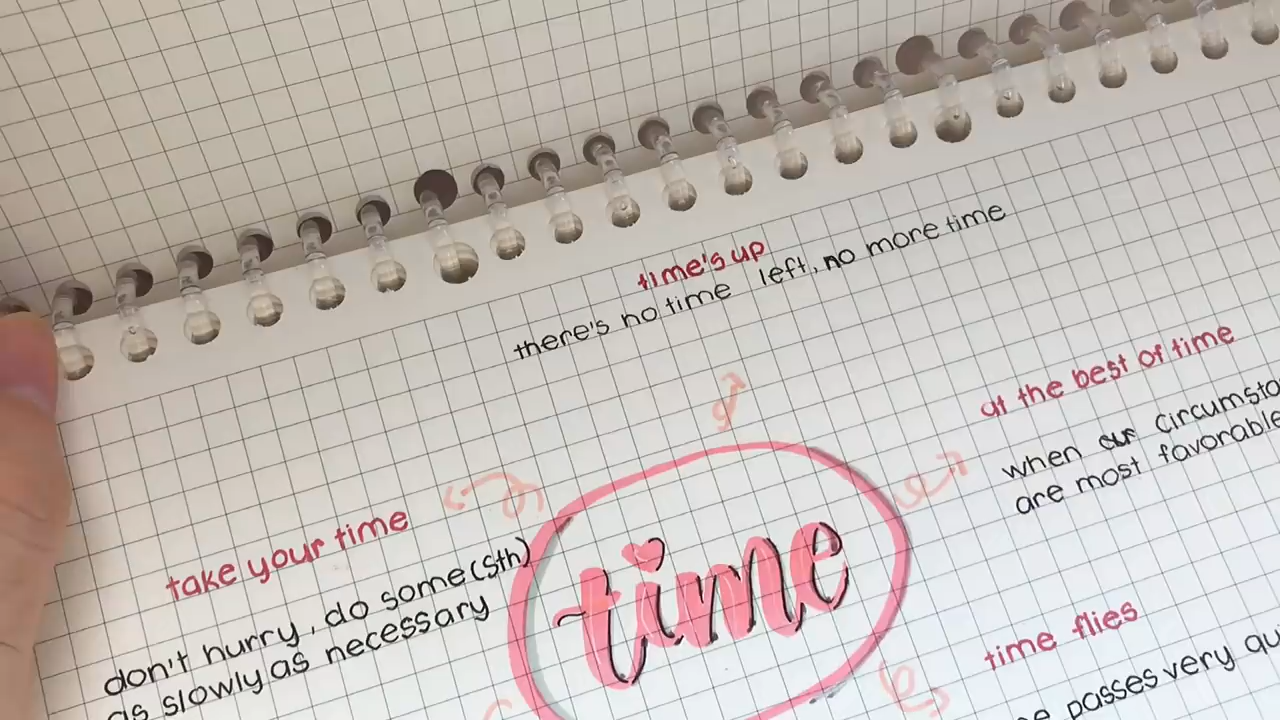 time's up
there's no time left, no more time
at the best of time
when our circumsta
are most favorable
take your time
don't hurry, do some(sth)
as slowly as necessary
time
time flies
passes very qu